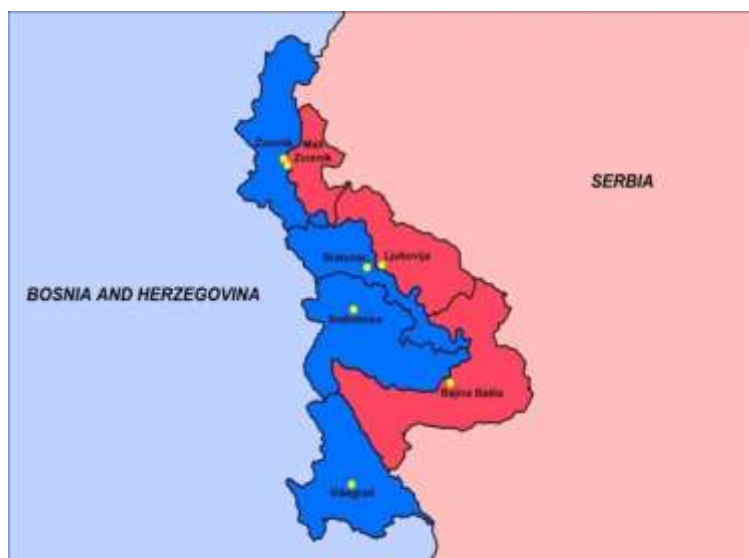 Zvornik
Mali
Zvornik
SERBIA
Bratunac
Ljubovija
BOSNIA AND HERZEGOVINA
Srebrenica
Bajina Bašta
Višegrad